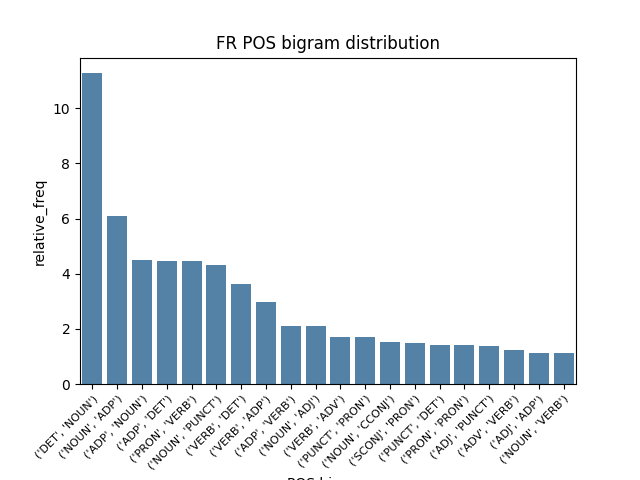 FR POS bigram distribution
relative_freq
10
8
6
4
2
0
('DET', 'NOUN')
('NOUN', 'ADP')
('ADP', 'NOUN')
('ADP', 'DET')
('PRON', 'VERB')
('NOUN', 'PUNCT')
('VERB', 'DET')
('VERB', 'ADP')
('ADP', 'VERB')
('NOUN', 'ADJ')
('VERB', 'ADV')
('PUNCT', 'PRON')
('NOUN', 'CCONJ')
('SCONJ', 'PRON')
('PUNCT', 'DET')
('PRON', 'PRON')
('ADJ', 'PUNCT')
('ADV', 'VERB')
('ADJ', 'ADP')
('NOUN', 'VERB')